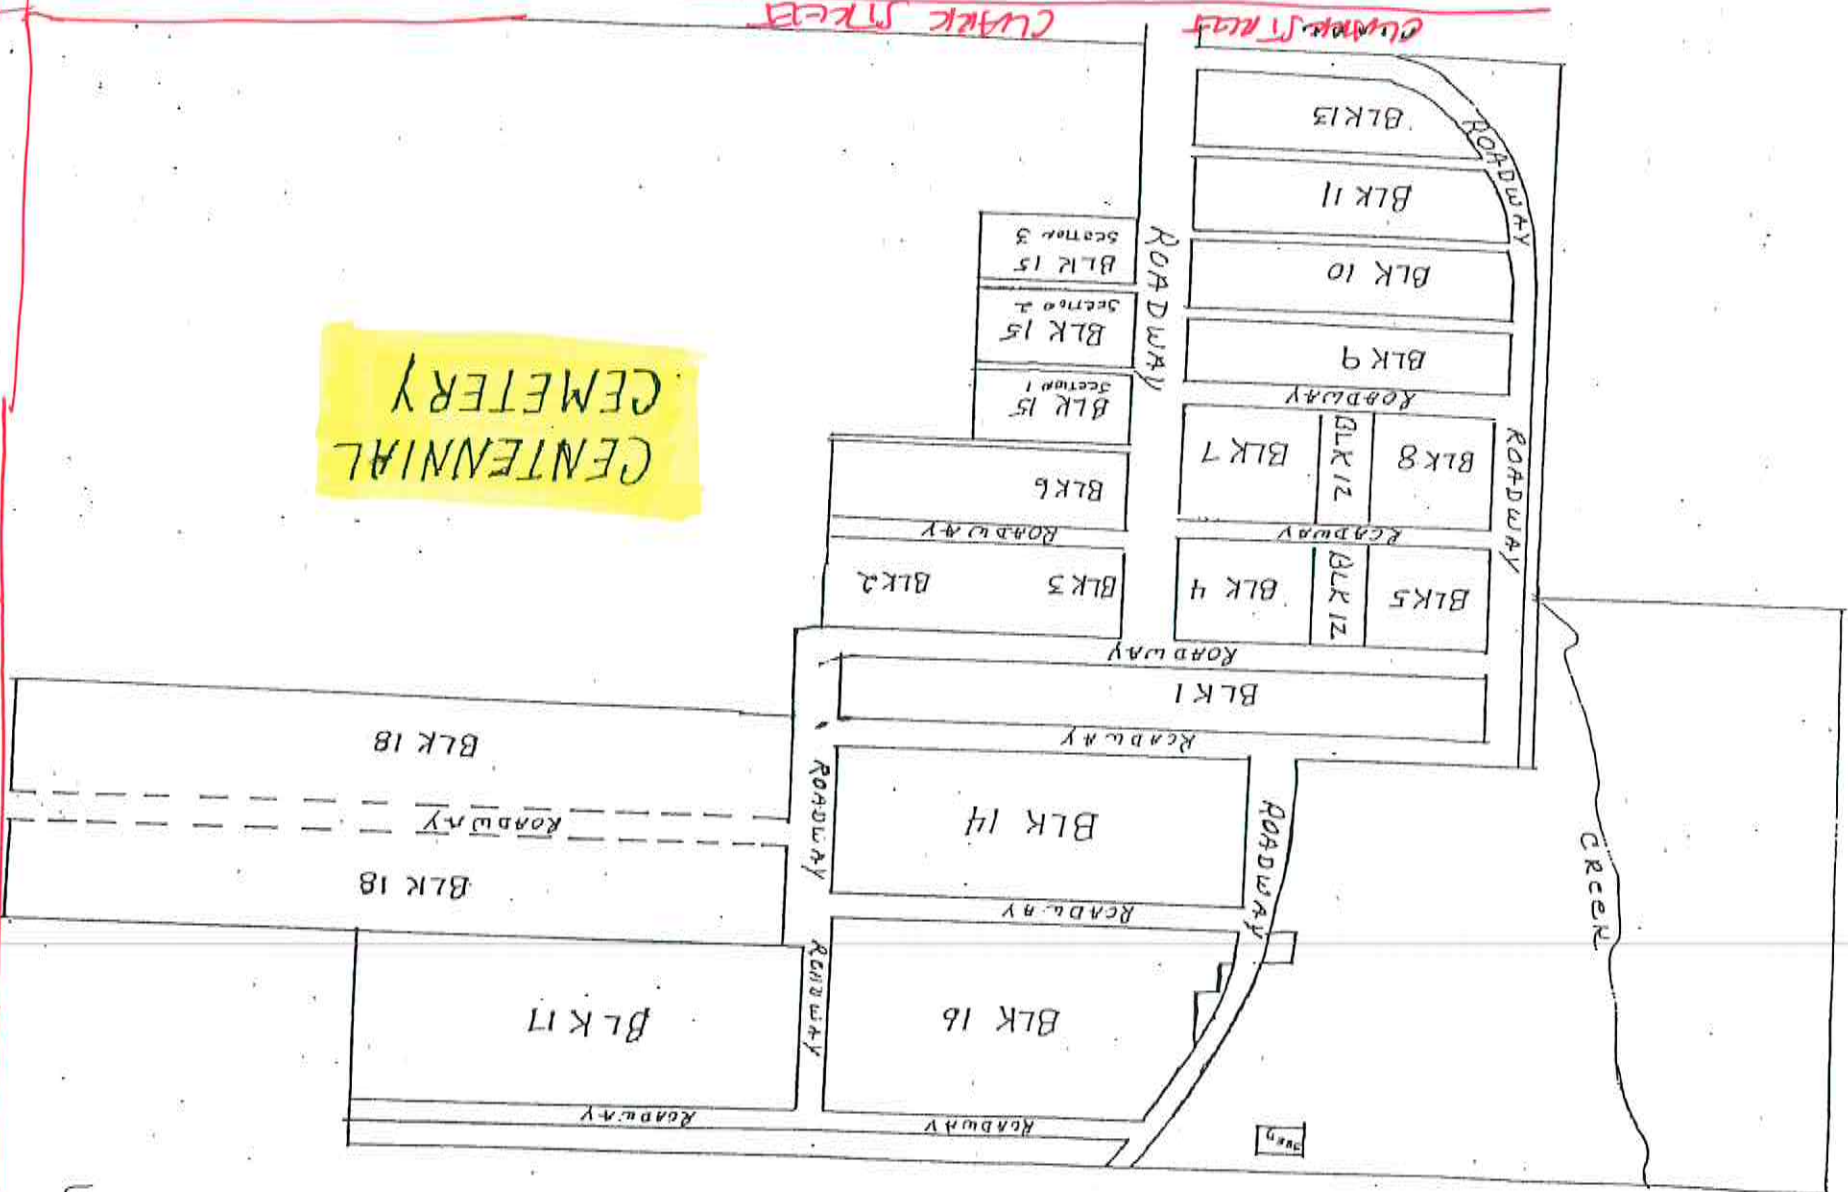 ROADWAY
ROADWAY
BLK 16
ROADWAY
BLK 17
CREEK
ROADWAY
ROADWAY
BLK 18
BLK 14
ROADWAY
ROADWAY
BLK 18
ROADWAY
BLK 1
ROADWAY
BLK 5
BLK 12
BLK 4
BLK 3
BLK 2
ROADWAY
ROADWAY
ROADWAY
BLK 8
BLK 12
BLK 7
BLK 6
CENTENNIAL
CEMETERY
ROADWAY
BLK 15
SECTION 1
BLK 9
ROADWAY
BLK 15
SECTION 2
BLK 10
BLK 15
SECTION 3
BLK 11
ROADWAY
BLK 13
CLARK STREET
CLARK STREET